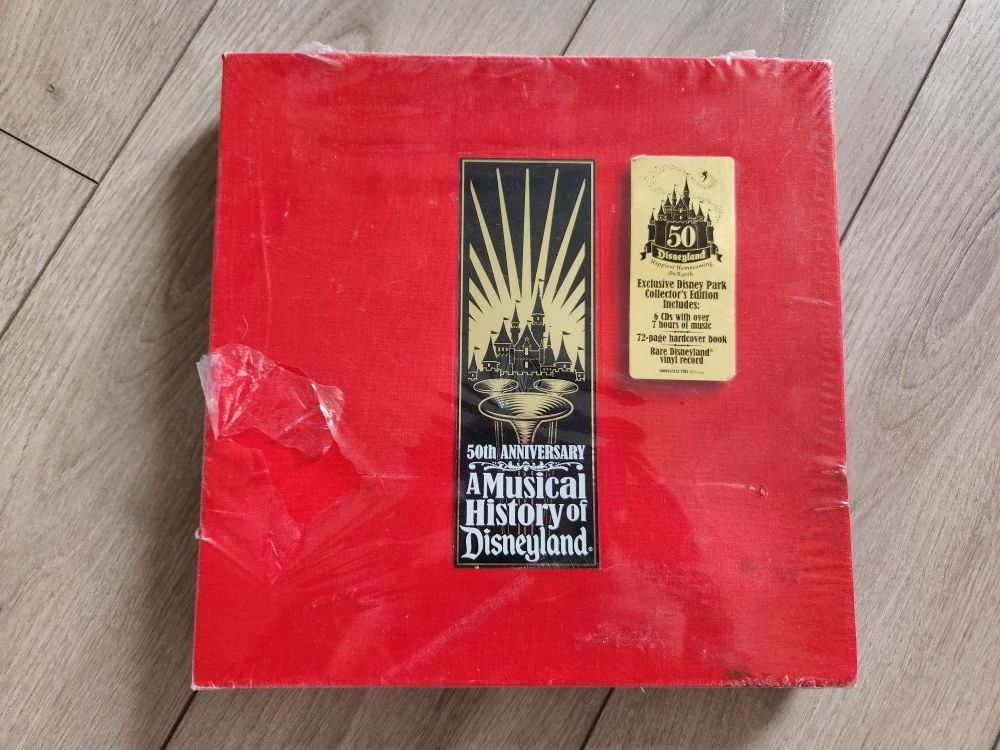 50th ANNIVERSARY
A Musical
History of
Disneyland®
50
Disneyland
Happiest Homecoming
On Earth
Exclusive Disney Park
Collector's Edition
Includes:
6 CDs with over
7 hours of music
72-page hardcover book
Rare Disneyland®
vinyl record